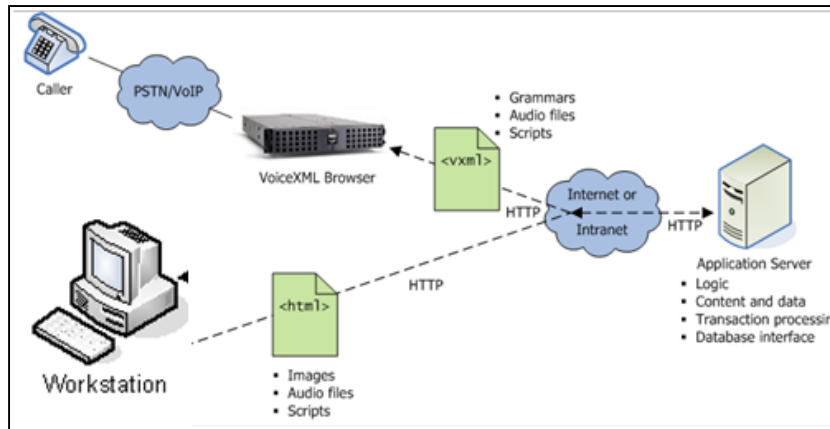 Caller
PSTN/VoIP
VoiceXML Browser
▪ Grammars
▪ Audio files
▪ Scripts
<vxml>
HTTP
Internet or
Intranet
HTTP
Application Server
▪ Logic
▪ Content and data
▪ Transaction processin
▪ Database interface
HTTP
<html>
▪ Images
▪ Audio files
▪ Scripts
Workstation